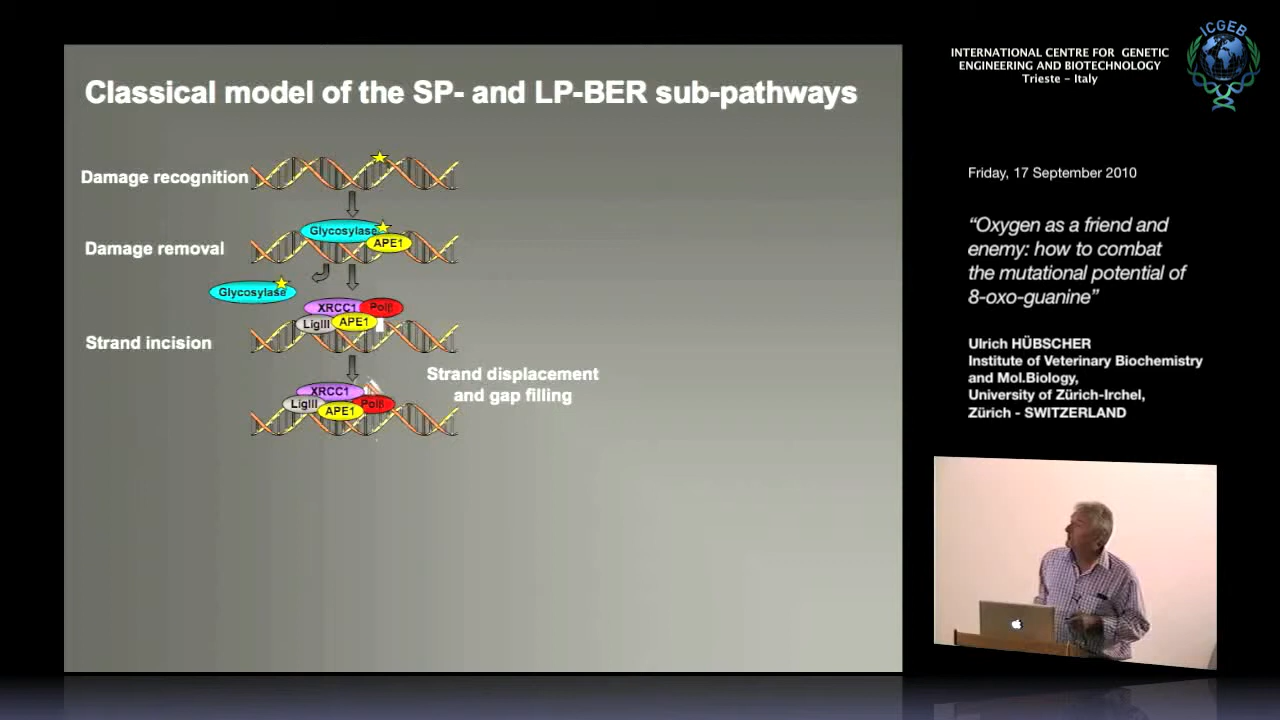 Classical model of the SP- and LP-BER sub-pathways
Damage recognition
Glycosylase
APE1
Damage removal
Glycosylase
XRCC1 Polβ
LigIII APE1
Strand incision
Strand displacement
and gap filling
XRCC1
LigIII APE1 Polβ
INTERNATIONAL CENTRE FOR GENETIC
ENGINEERING AND BIOTECHNOLOGY
Trieste - Italy
ICGEB
Friday, 17 September 2010
“Oxygen as a friend and
enemy: how to combat
the mutational potential of
8-oxo-guanine”
Ulrich HÜBSCHER
Institute of Veterinary Biochemistry
and Mol.Biology,
University of Zürich-Irchel,
Zürich - SWITZERLAND